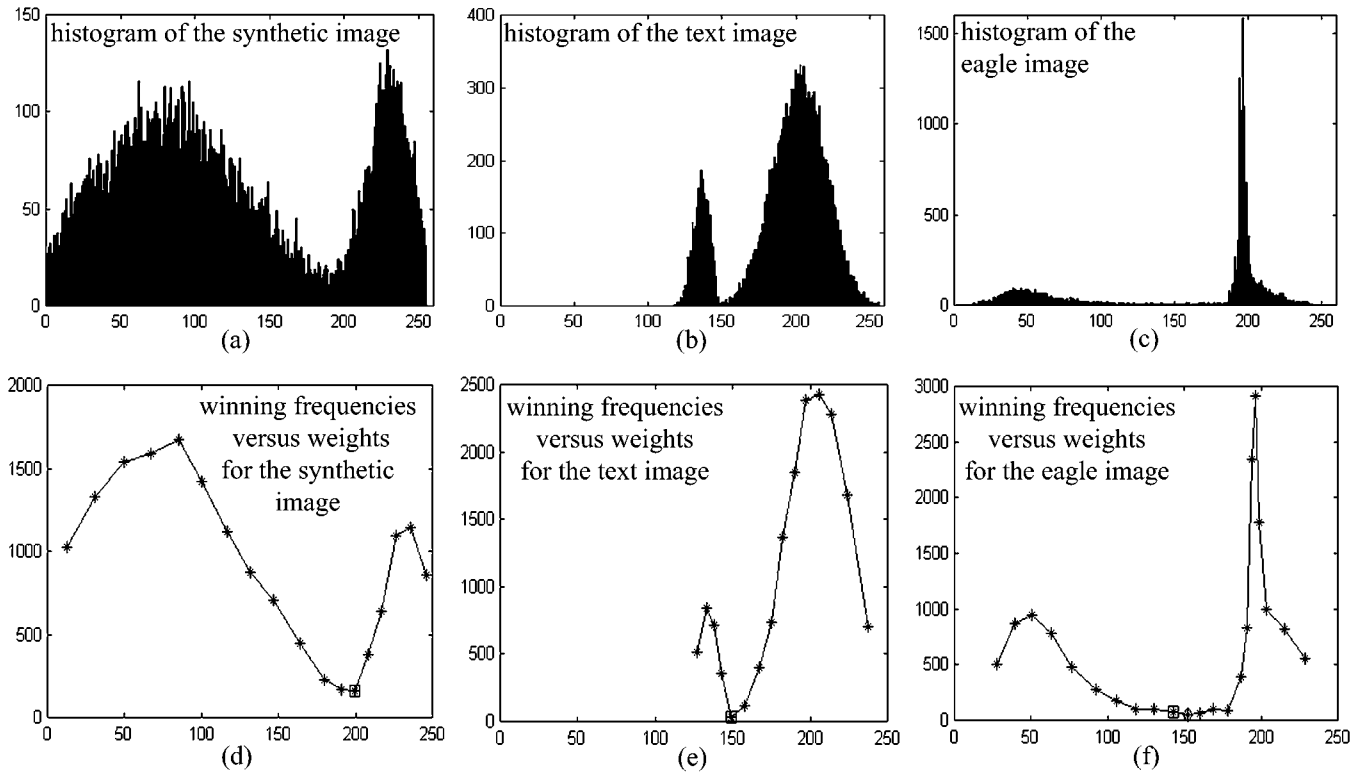 histogram of the synthetic image
150
100
50
0
0 50 100 150 200 250
(a)
histogram of the text image
400
300
200
100
0
0 50 100 150 200 250
(b)
histogram of the
eagle image
1500
1000
500
0
0 50 100 150 200 250
(c)
winning frequencies
versus weights
for the synthetic
image
2000
1500
1000
500
0
0 50 100 150 200 250
(d)
winning frequencies
versus weights
for the text image
2500
2000
1500
1000
500
0
0 50 100 150 200 250
(e)
winning frequencies
versus weights
for the eagle image
3000
2500
2000
1500
1000
500
0
0 50 100 150 200 250
(f)